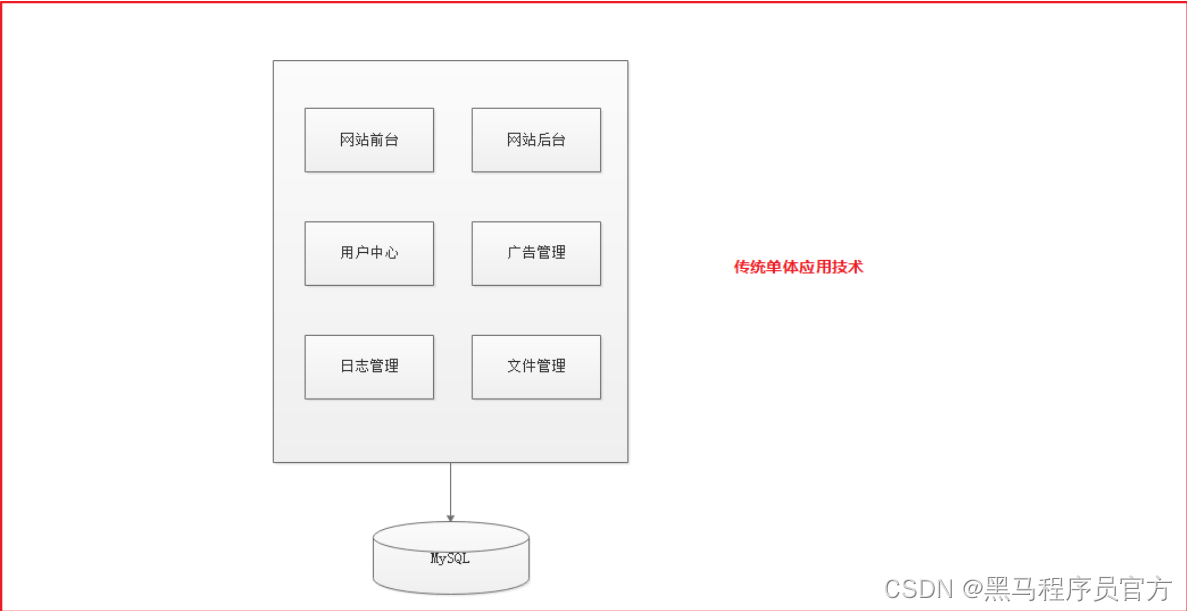 网站前台
网站后台
用户中心
广告管理
传统单体应用技术
日志管理
文件管理
MySQL
CSDN @黑马程序员官方